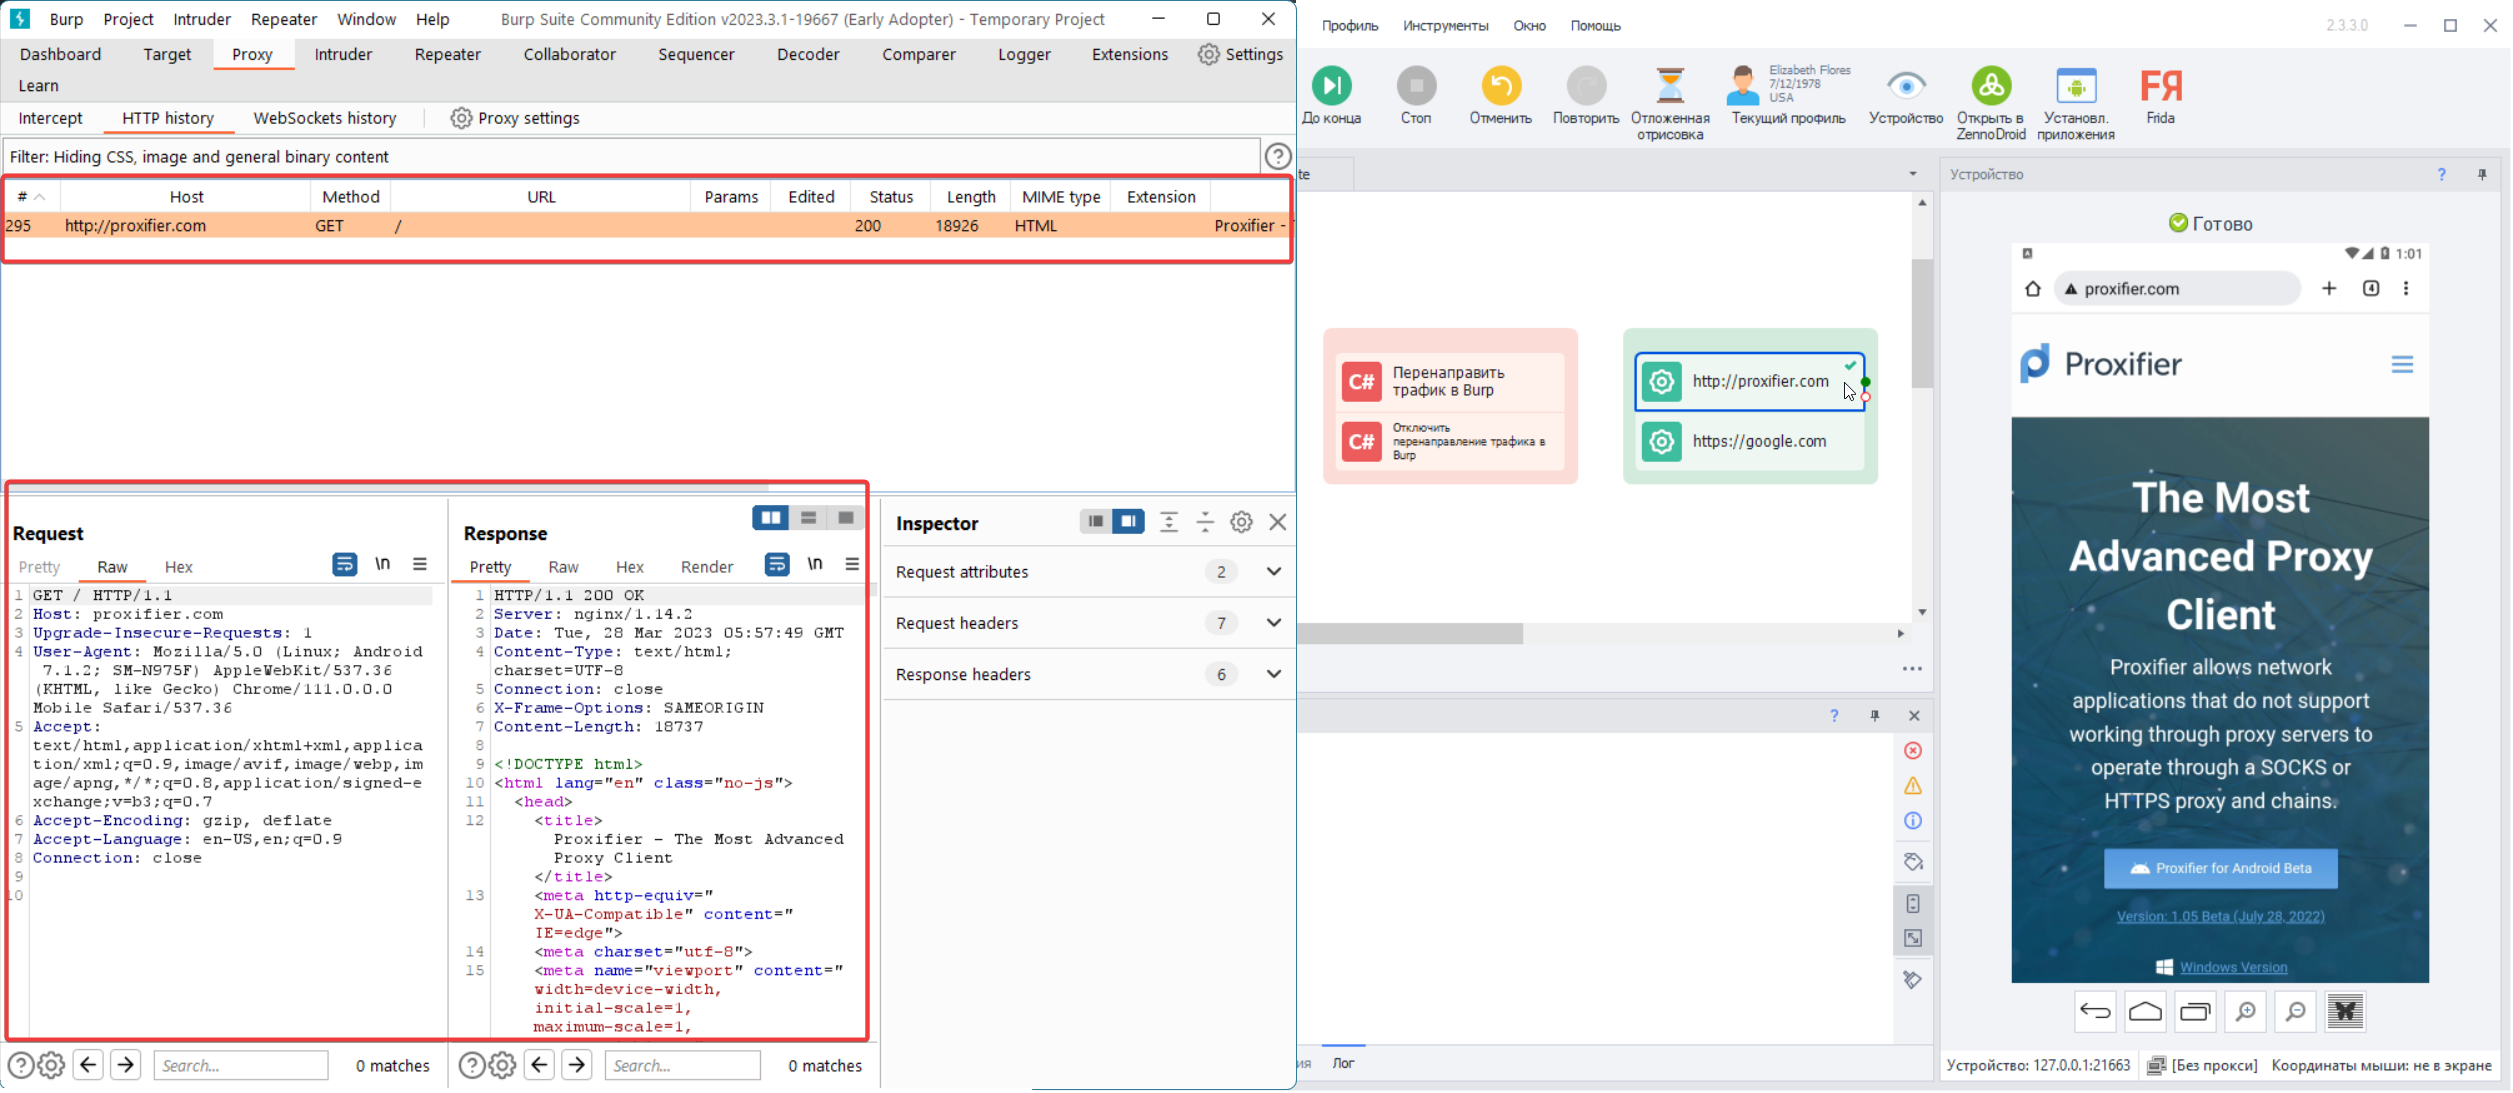 Burp Project Intruder Repeater Window Help Burp Suite Community Edition v2023.3.1-19667 (Early Adopter) - Temporary Project
Dashboard Target Proxy Intruder Repeater Collaborator Sequencer Decoder Comparer Logger Extensions Settings
Learn
Intercept HTTP history WebSockets history Proxy settings
Filter: Hiding CSS, image and general binary content
# Host Method URL Params Edited Status Length MIME type Extension
295 http://proxifier.com GET / 200 18926 HTML Proxifier -
Request
Pretty Raw Hex \n
1 GET / HTTP/1.1
2 Host: proxifier.com
3 Upgrade-Insecure-Requests: 1
4 User-Agent: Mozilla/5.0 (Linux; Android
7.1.2; SM-N975F) AppleWebKit/537.36
(KHTML, like Gecko) Chrome/111.0.0.0
Mobile Safari/537.36
5 Accept:
text/html,application/xhtml+xml,applica
tion/xml;q=0.9,image/avif,image/webp,im
age/apng,*/*;q=0.8,application/signed-e
xchange;v=b3;q=0.7
6 Accept-Encoding: gzip, deflate
7 Accept-Language: en-US,en;q=0.9
8 Connection: close
9
10
Search... 0 matches
Response
Pretty Raw Hex Render \n
1 HTTP/1.1 200 OK
2 Server: nginx/1.14.2
3 Date: Tue, 28 Mar 2023 05:57:49 GMT
4 Content-Type: text/html;
charset=UTF-8
5 Connection: close
6 X-Frame-Options: SAMEORIGIN
7 Content-Length: 18737
8
9 <!DOCTYPE html>
10 <html lang="en" class="no-js">
11 <head>
12 <title>
Proxifier - The Most Advanced
Proxy Client
</title>
13 <meta http-equiv="
X-UA-Compatible" content="
IE=edge">
14 <meta charset="utf-8">
15 <meta name="viewport" content="
width=device-width,
initial-scale=1,
maximum-scale=1,
Search... 0 matches
Inspector
Request attributes 2
Request headers 7
Response headers 6
Профиль Инструменты Окно Помощь 2.3.3.0
До конца
Стоп
Отменить
Повторить
Отложенная
отрисовка
Elizabeth Flores
7/12/1978
USA
Текущий профиль
Устройство
Открыть в
ZennoDroid
Установл.
приложения
FЯ
Frida
te
C# Перенаправить
трафик в Burp
C# Отключить
перенаправление трафика в
Burp
http://proxifier.com
https://google.com
ия Лог
Устройство ?
Готово
1:01
proxifier.com 4
Proxifier
The Most
Advanced Proxy
Client
Proxifier allows network
applications that do not support
working through proxy servers to
operate through a SOCKS or
HTTPS proxy and chains.
Proxifier for Android Beta
Version: 1.05 Beta (July 28, 2022)
Windows Version
Устройство: 127.0.0.1:21663 [Без прокси] Координаты мыши: не в экране